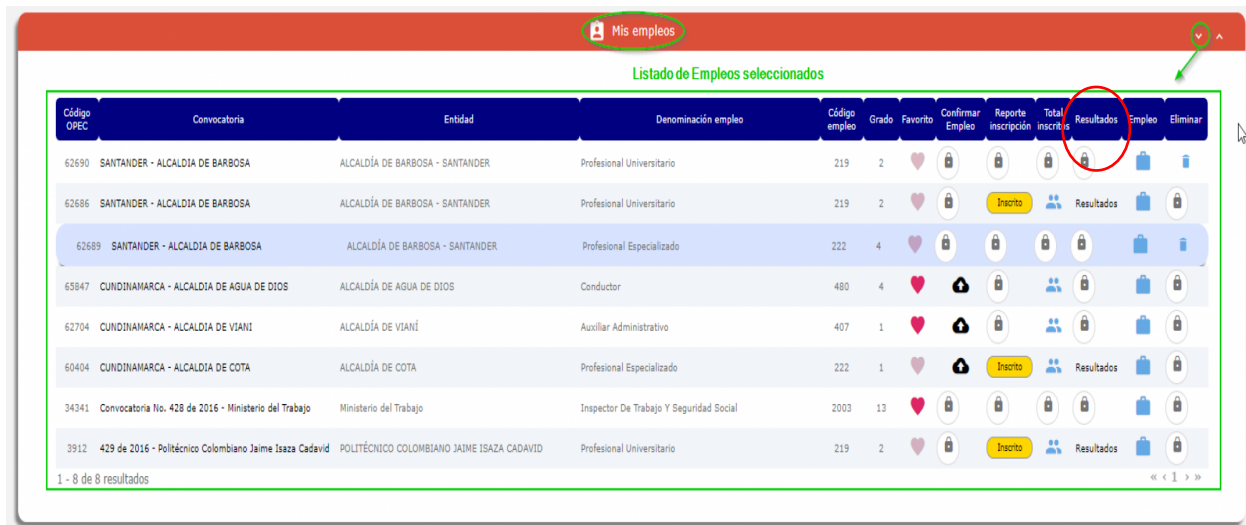 Mis empleos
Listado de Empleos seleccionados
Código OPEC Convocatoria Entidad Denominación empleo Código empleo Grado Favorito Confirmar Empleo Reporte inscripción Total inscritos Resultados Empleo Eliminar
62690 SANTANDER - ALCALDIA DE BARBOSA ALCALDÍA DE BARBOSA - SANTANDER Profesional Universitario 219 2
62686 SANTANDER - ALCALDIA DE BARBOSA ALCALDÍA DE BARBOSA - SANTANDER Profesional Universitario 219 2 Inscrito Resultados
62689 SANTANDER - ALCALDIA DE BARBOSA ALCALDÍA DE BARBOSA - SANTANDER Profesional Especializado 222 4
65847 CUNDINAMARCA - ALCALDIA DE AGUA DE DIOS ALCALDÍA DE AGUA DE DIOS Conductor 480 4
62704 CUNDINAMARCA - ALCALDIA DE VIANI ALCALDÍA DE VIANÍ Auxiliar Administrativo 407 1
60404 CUNDINAMARCA - ALCALDIA DE COTA ALCALDÍA DE COTA Profesional Especializado 222 1 Inscrito Resultados
34341 Convocatoria No. 428 de 2016 - Ministerio del Trabajo Ministerio del Trabajo Inspector De Trabajo Y Seguridad Social 2003 13
3912 429 de 2016 - Politécnico Colombiano Jaime Isaza Cadavid POLITÉCNICO COLOMBIANO JAIME ISAZA CADAVID Profesional Universitario 219 2 Inscrito Resultados
1 - 8 de 8 resultados « ‹ 1 › »